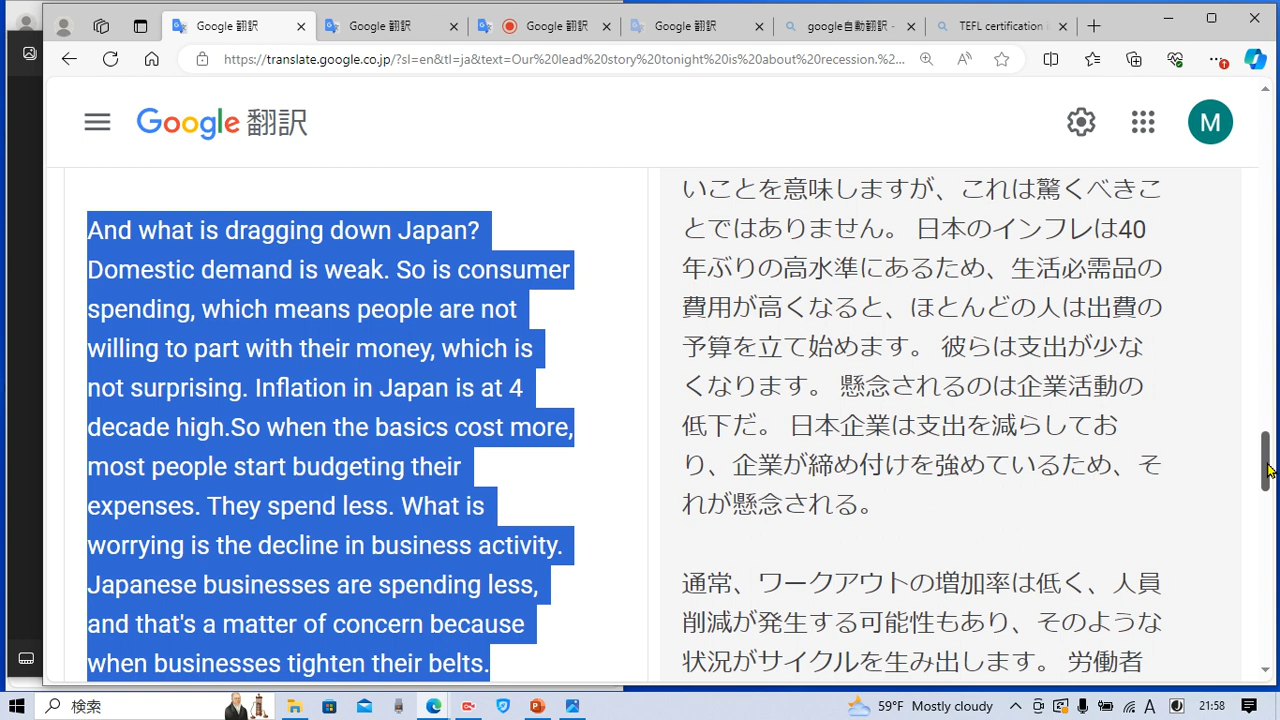 Google 翻訳
Google 翻訳
Google 翻訳
Google 翻訳
google自動翻訳 -
TEFL certification i
https://translate.google.co.jp/?sl=en&tl=ja&text=Our%20lead%20story%20tonight%20is%20about%20recession.%2...
Google 翻訳
M
And what is dragging down Japan?
Domestic demand is weak. So is consumer
spending, which means people are not
willing to part with their money, which is
not surprising. Inflation in Japan is at 4
decade high.So when the basics cost more,
most people start budgeting their
expenses. They spend less. What is
worrying is the decline in business activity.
Japanese businesses are spending less,
and that's a matter of concern because
when businesses tighten their belts.
いことを意味しますが、これは驚くべきこ
とではありません。 日本のインフレは40
年ぶりの高水準にあるため、生活必需品の
費用が高くなると、ほとんどの人は出費の
予算を立て始めます。 彼らは支出が少な
くなります。 懸念されるのは企業活動の
低下だ。 日本企業は支出を減らしてお
り、企業が締め付けを強めているため、そ
れが懸念される。
通常、ワークアウトの増加率は低く、人員
削減が発生する可能性もあり、そのような
状況がサイクルを生み出します。 労働者
検索
59°F Mostly cloudy
A
21:58